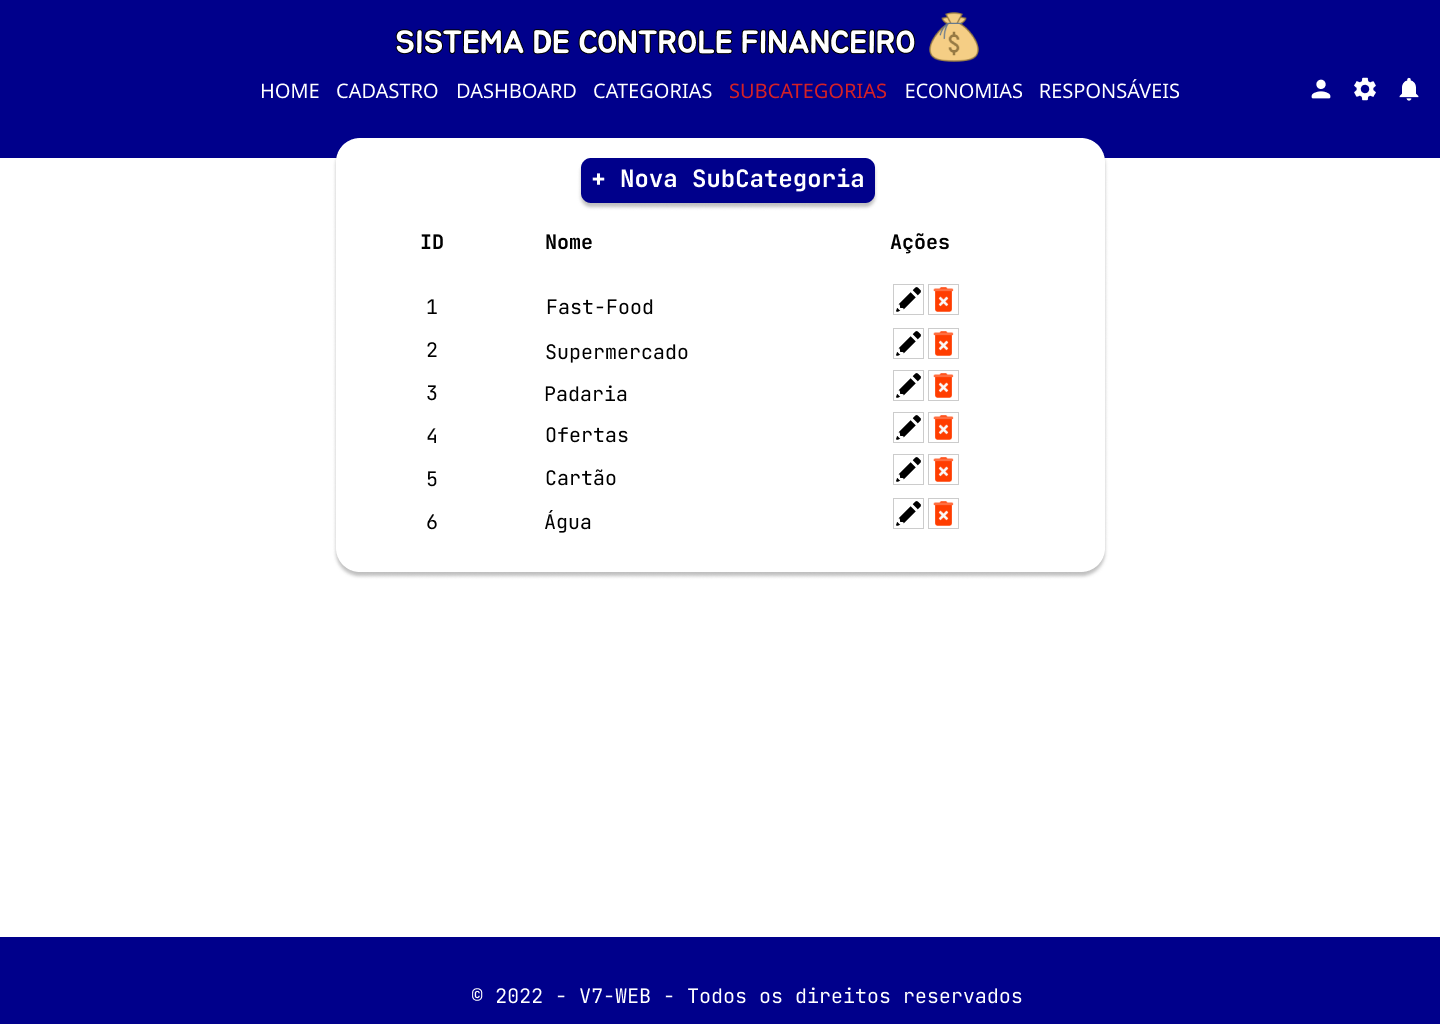 SISTEMA DE CONTROLE FINANCEIRO
HOME CADASTRO DASHBOARD CATEGORIAS SUBCATEGORIAS ECONOMIAS RESPONSÁVEIS
+ Nova SubCategoria
ID Nome Ações
1 Fast-Food
2 Supermercado
3 Padaria
4 Ofertas
5 Cartão
6 Água
© 2022 - V7-WEB - Todos os direitos reservados